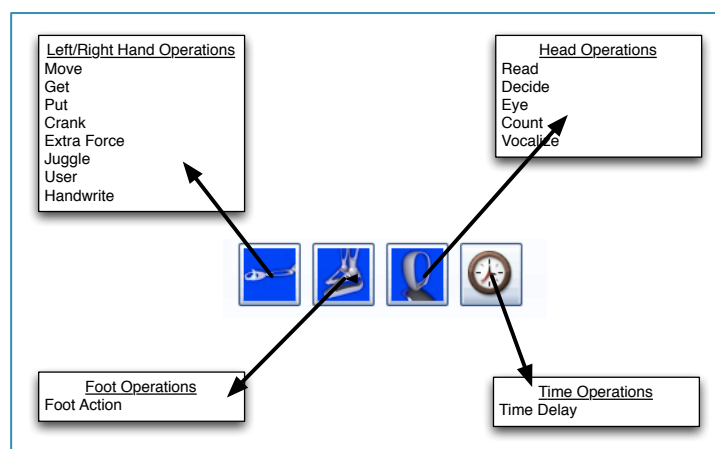 Left/Right Hand Operations
Move
Get
Put
Crank
Extra Force
Juggle
User
Handwrite
Head Operations
Read
Decide
Eye
Count
Vocalize
Foot Operations
Foot Action
Time Operations
Time Delay